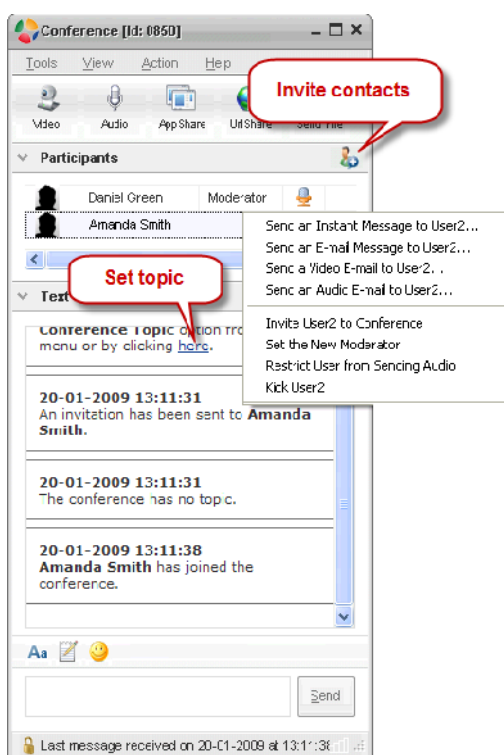 Conference [Id: 085D]
Tools View Action Help
Invite contacts
Video Audio App Share Url Share Send File
Participants
Daniel Green Moderator
Amanda Smith
Send an Instant Message to User2...
Send an E-mail Message to User2...
Send a Video E-mail to User2...
Send an Audio E-mail to User2...
Invite User2 to Conference
Set the New Moderator
Restrict User from Sending Audio
Kick User2
Set topic
Text
Conference Topic option from
menu or by clicking here.
20-01-2009 13:11:31
An invitation has been sent to Amanda
Smith.
20-01-2009 13:11:31
The conference has no topic.
20-01-2009 13:11:38
Amanda Smith has joined the
conference.
Aa
Send
Last message received on 20-01-2009 at 13:11:38